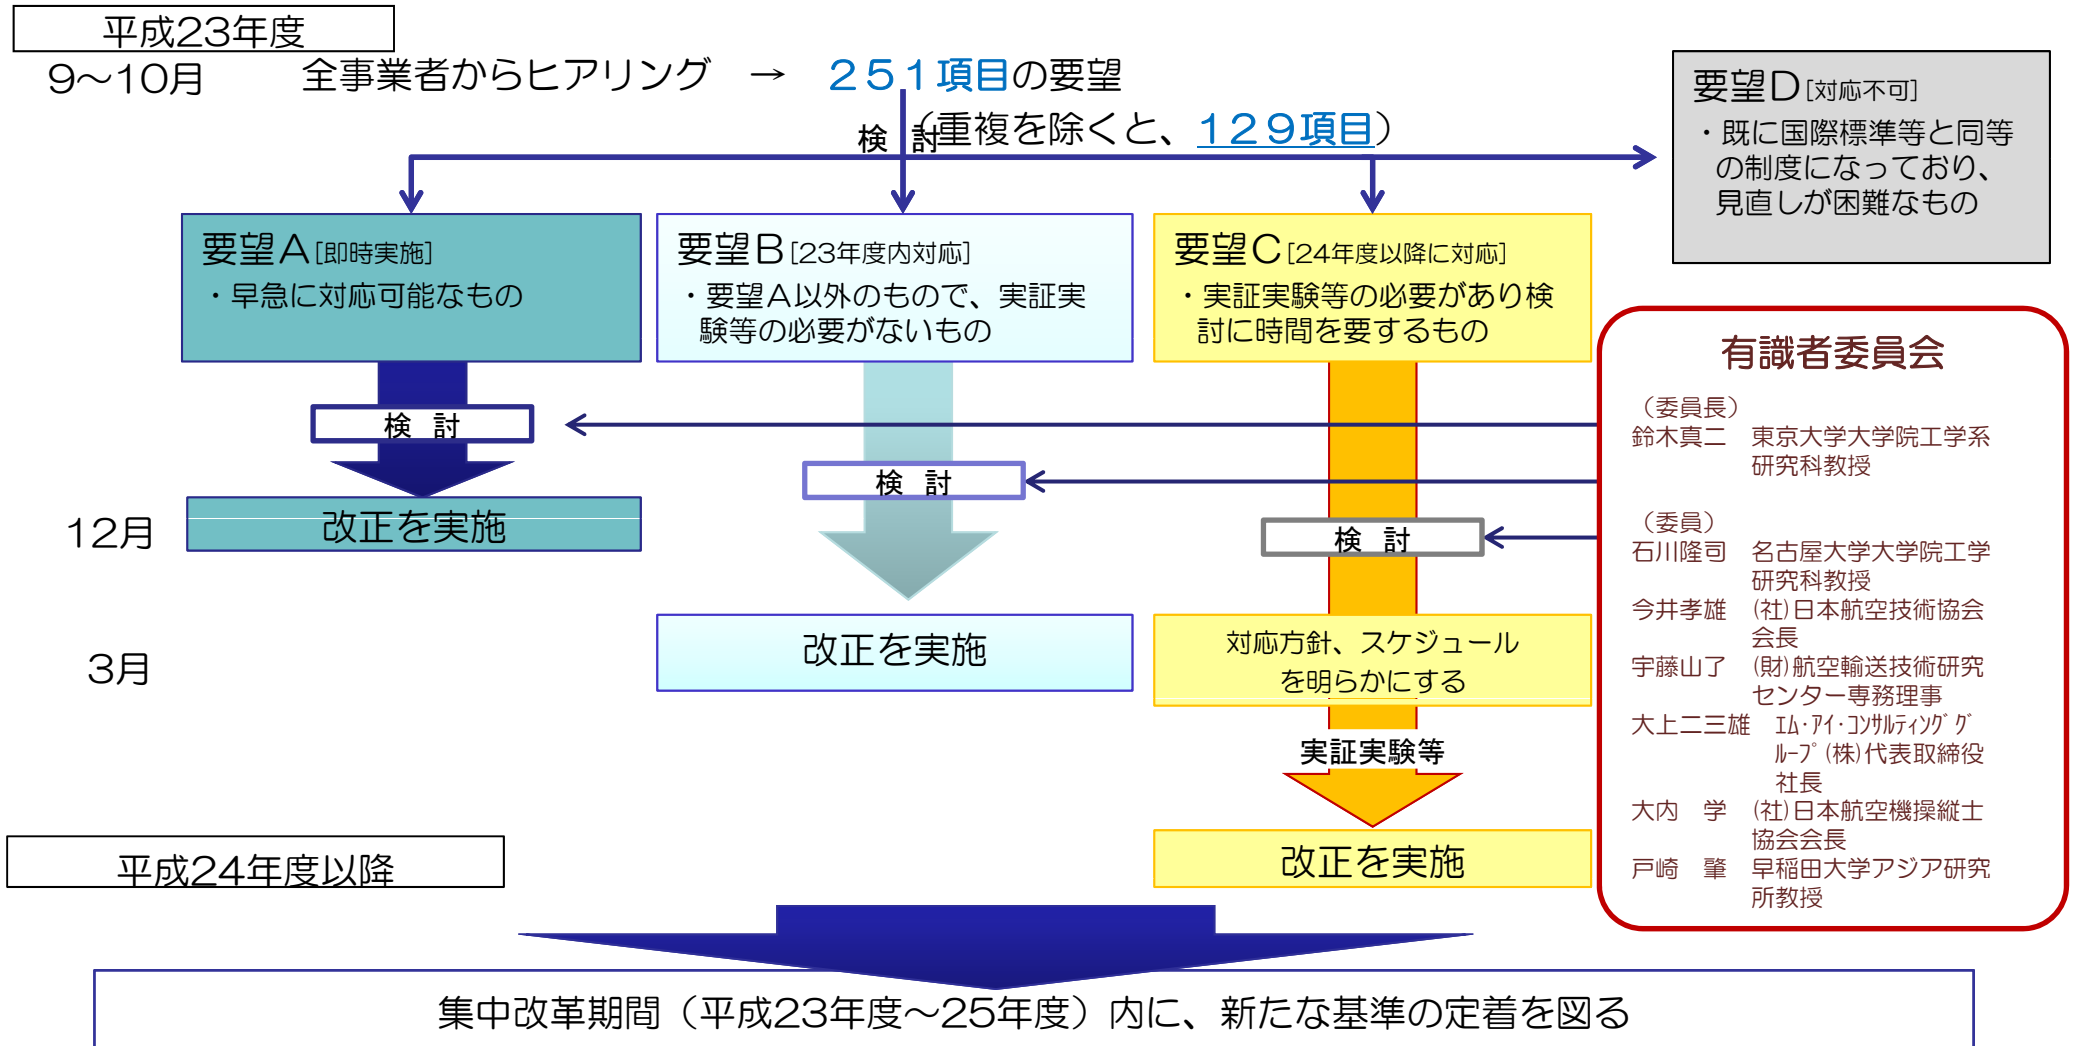 平成23年度
9～10月　全事業者からヒアリング　→　２５１項目の要望
（重複を除くと、１２９項目）
検 討
要望Ｄ[対応不可]
・既に国際標準等と同等
の制度になっており、
見直しが困難なもの
要望Ａ[即時実施]
・早急に対応可能なもの
要望Ｂ[23年度内対応]
・要望Ａ以外のもので、実証実
験等の必要がないもの
要望Ｃ[24年度以降に対応]
・実証実験等の必要があり検
討に時間を要するもの
検 討
検 討
検 討
12月
改正を実施
3月
改正を実施
対応方針、スケジュール
を明らかにする
実証実験等
改正を実施
有識者委員会
（委員長）
鈴木真二　東京大学大学院工学系
研究科教授
（委員）
石川隆司　名古屋大学大学院工学
研究科教授
今井孝雄　(社)日本航空技術協会
会長
宇藤山了　(財)航空輸送技術研究
センター専務理事
大上二三雄　ｴﾑ･ｱｲ･ｺﾝｻﾙﾃｨﾝｸﾞｸﾞ
ﾙｰﾌﾟ(株)代表取締役
社長
大内　学　(社)日本航空機操縦士
協会会長
戸崎　肇　早稲田大学アジア研究
所教授
平成24年度以降
集中改革期間（平成23年度～25年度）内に、新たな基準の定着を図る